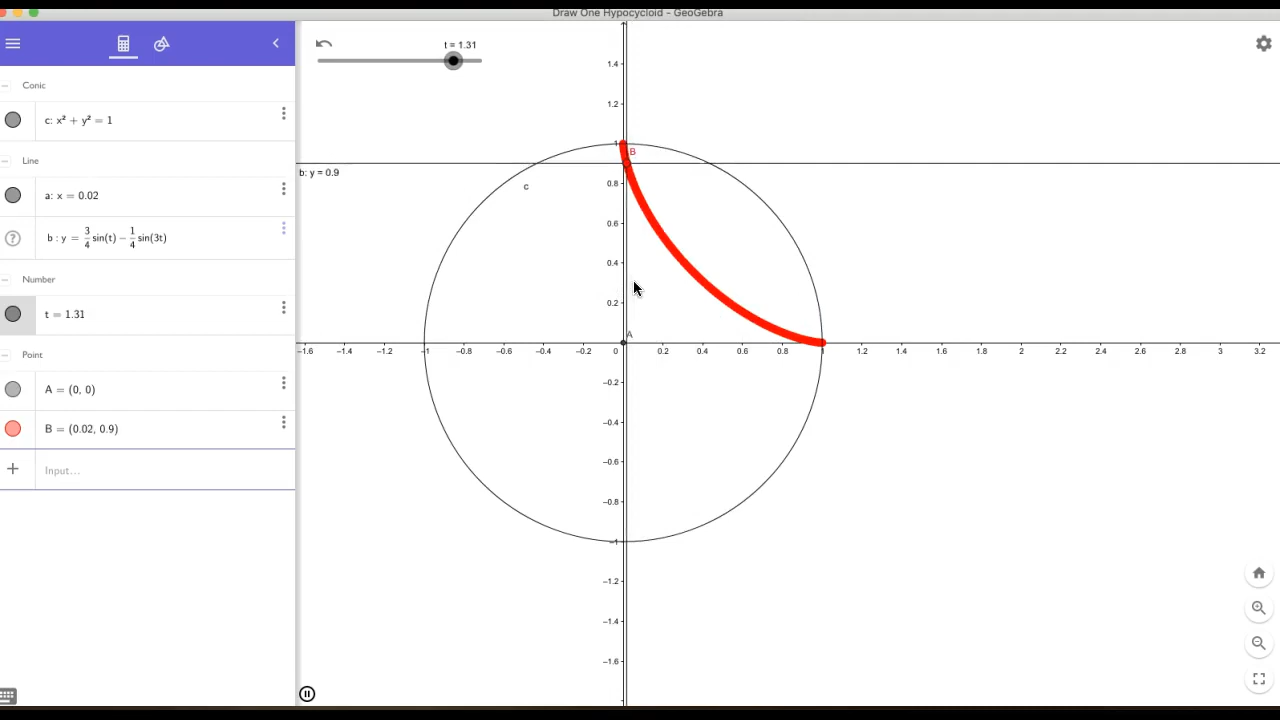 Draw One Hypocycloid - GeoGebra
t = 1.31
Conic
c: x² + y² = 1
Line
a: x = 0.02
b : y = 3/4 sin(t) − 1/4 sin(3t)
Number
t = 1.31
Point
A = (0, 0)
B = (0.02, 0.9)
Input...
1.4
1.2
1
B
b: y = 0.9
c
0.8
0.6
0.4
0.2
A
−1.6 −1.4 −1 −0.8 −0.6 −0.4 −0.2 0 0.2 0.4 0.6 0.8 1 1.2 1.4 1.6 1.8 2 2.2 2.4 2.6 2.8 3 3.2
−0.2
−0.4
−0.6
−0.8
−1
−1.2
−1.4
−1.6